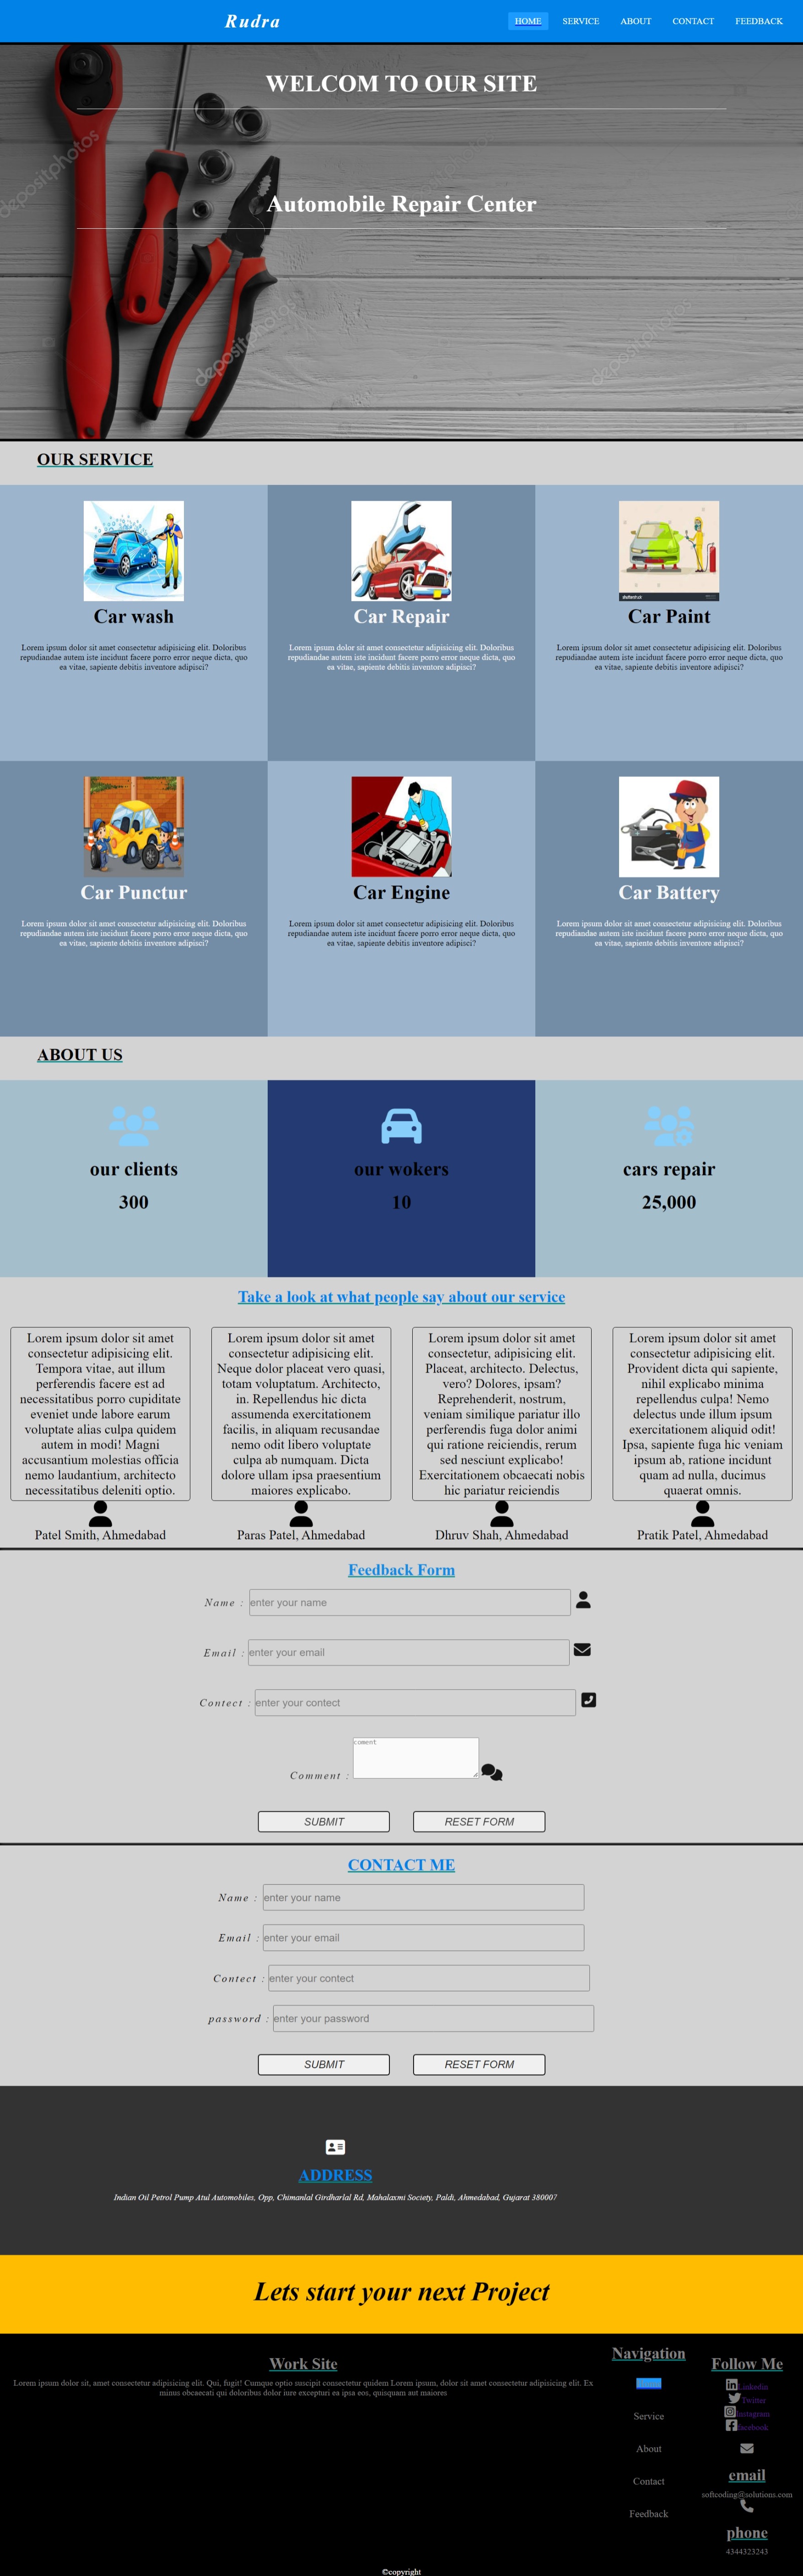 Rudra
HOME SERVICE ABOUT CONTACT FEEDBACK
WELCOM TO OUR SITE
depositphotos
Automobile Repair Center
depositphotos
depositphotos
OUR SERVICE
Car wash
Lorem ipsum dolor sit amet consectetur adipisicing elit. Doloribus
repudiandae autem iste incidunt facere porro error neque dicta, quo
ea vitae, sapiente debitis inventore adipisci?
Car Repair
Lorem ipsum dolor sit amet consectetur adipisicing elit. Doloribus
repudiandae autem iste incidunt facere porro error neque dicta, quo
ea vitae, sapiente debitis inventore adipisci?
shutterstock
Car Paint
Lorem ipsum dolor sit amet consectetur adipisicing elit. Doloribus
repudiandae autem iste incidunt facere porro error neque dicta, quo
ea vitae, sapiente debitis inventore adipisci?
Car Punctur
Lorem ipsum dolor sit amet consectetur adipisicing elit. Doloribus
repudiandae autem iste incidunt facere porro error neque dicta, quo
ea vitae, sapiente debitis inventore adipisci?
Car Engine
Lorem ipsum dolor sit amet consectetur adipisicing elit. Doloribus
repudiandae autem iste incidunt facere porro error neque dicta, quo
ea vitae, sapiente debitis inventore adipisci?
Car Battery
Lorem ipsum dolor sit amet consectetur adipisicing elit. Doloribus
repudiandae autem iste incidunt facere porro error neque dicta, quo
ea vitae, sapiente debitis inventore adipisci?
ABOUT US
our clients
300
our wokers
10
cars repair
25,000
Take a look at what people say about our service
Lorem ipsum dolor sit amet
consectetur adipisicing elit.
Tempora vitae, aut illum
perferendis facere est ad
necessitatibus porro cupiditate
eveniet unde labore earum
voluptate alias culpa quidem
autem in modi! Magni
accusantium molestias officia
nemo laudantium, architecto
necessitatibus deleniti optio.
Patel Smith, Ahmedabad
Lorem ipsum dolor sit amet
consectetur adipisicing elit.
Neque dolor placeat vero quasi,
totam voluptatum. Architecto,
in. Repellendus hic dicta
assumenda exercitationem
facilis, in aliquam recusandae
nemo odit libero voluptate
culpa ab numquam. Dicta
dolore ullam ipsa praesentium
maiores explicabo.
Paras Patel, Ahmedabad
Lorem ipsum dolor sit amet
consectetur, adipisicing elit.
Placeat, architecto. Delectus,
vero? Dolores, ipsam?
Reprehenderit, nostrum,
veniam similique pariatur illo
perferendis fuga dolor animi
qui ratione reiciendis, rerum
sed nesciunt explicabo!
Exercitationem obcaecati nobis
hic pariatur reiciendis
Dhruv Shah, Ahmedabad
Lorem ipsum dolor sit amet
consectetur adipisicing elit.
Provident dicta qui sapiente,
nihil explicabo minima
repellendus culpa! Nemo
delectus unde illum ipsum
exercitationem aliquid odit!
Ipsa, sapiente fuga hic veniam
ipsum ab, ratione incidunt
quam ad nulla, ducimus
quaerat omnis.
Pratik Patel, Ahmedabad
Feedback Form
Name : enter your name
Email : enter your email
Contect : enter your contect
Comment : coment
SUBMIT RESET FORM
CONTACT ME
Name : enter your name
Email : enter your email
Contect : enter your contect
password : enter your password
SUBMIT RESET FORM
ADDRESS
Indian Oil Petrol Pump Atul Automobiles, Opp, Chimanlal Girdharlal Rd, Mahalaxmi Society, Paldi, Ahmedabad, Gujarat 380007
Lets start your next Project
Work Site
Lorem ipsum dolor sit, amet consectetur adipisicing elit. Qui, fugit! Cumque optio suscipit consectetur quidem Lorem ipsum, dolor sit amet consectetur adipisicing elit. Ex
minus obcaecati qui doloribus dolor iure excepturi ea ipsa eos, quisquam aut maiores
Navigation
Service
About
Contact
Feedback
Follow Me
Linkedin
Twitter
Instagram
Facebook
email
softcoding@solutions.com
phone
4344323243
©copyright